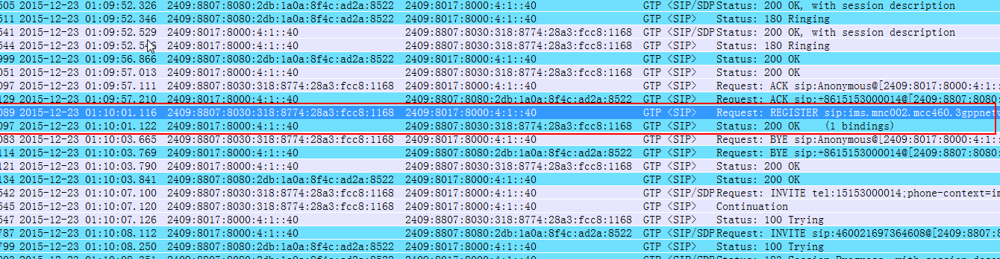 505 2015-12-23 01:09:52.326 2409:8807:8080:2db:1a0a:8f4c:ad2a:8522 2409:8017:8000:4:1::40 GTP <SIP/SDP Status: 200 OK, with session description
511 2015-12-23 01:09:52.346 2409:8807:8080:2db:1a0a:8f4c:ad2a:8522 2409:8017:8000:4:1::40 GTP <SIP> Status: 180 Ringing
541 2015-12-23 01:09:52.529 2409:8017:8000:4:1::40 2409:8807:8030:318:8774:28a3:fcc8:1168 GTP <SIP/SDP Status: 200 OK, with session description
544 2015-12-23 2409:8017:8000:4:1::40 2409:8807:8030:318:8774:28a3:fcc8:1168 GTP <SIP> Status: 180 Ringing
999 2015-12-23 01:09:56.866 2409:8807:8080:2db:1a0a:8f4c:ad2a:8522 2409:8017:8000:4:1::40 GTP <SIP> Status: 200 OK
051 2015-12-23 01:09:57.013 2409:8017:8000:4:1::40 2409:8807:8030:318:8774:28a3:fcc8:1168 GTP <SIP> Status: 200 OK
097 2015-12-23 01:09:57.111 2409:8807:8030:318:8774:28a3:fcc8:1168 2409:8017:8000:4:1::40 GTP <SIP> Request: ACK sip:Anonymous@[2409:8017:8000:4:1:
129 2015-12-23 01:09:57.210 2409:8017:8000:4:1::40 2409:8807:8080:2db:1a0a:8f4c:ad2a:8522 GTP <SIP> Request: ACK sip:+8615153000014@[2409:8807:8080
089 2015-12-23 01:10:01.116 2409:8807:8030:318:8774:28a3:fcc8:1168 2409:8017:8000:4:1::40 GTP <SIP> Request: REGISTER sip:ims.mnc002.mcc460.3gppnet
097 2015-12-23 01:10:01.122 2409:8017:8000:4:1::40 2409:8807:8030:318:8774:28a3:fcc8:1168 GTP <SIP> Status: 200 OK (1 bindings)
083 2015-12-23 01:10:03.665 2409:8807:8030:318:8774:28a3:fcc8:1168 2409:8017:8000:4:1::40 GTP <SIP> Request: BYE sip:Anonymous@[2409:8017:8000:4:1:
114 2015-12-23 01:10:03.769 2409:8017:8000:4:1::40 2409:8807:8080:2db:1a0a:8f4c:ad2a:8522 GTP <SIP> Request: BYE sip:+8615153000014@[2409:8807:8080
121 2015-12-23 01:10:03.790 2409:8017:8000:4:1::40 2409:8807:8030:318:8774:28a3:fcc8:1168 GTP <SIP> Status: 200 OK
134 2015-12-23 01:10:03.841 2409:8807:8080:2db:1a0a:8f4c:ad2a:8522 2409:8017:8000:4:1::40 GTP <SIP> Status: 200 OK
542 2015-12-23 01:10:07.100 2409:8807:8030:318:8774:28a3:fcc8:1168 2409:8017:8000:4:1::40 GTP <SIP/SDP Request: INVITE tel:15153000014;phone-context=im
545 2015-12-23 01:10:07.120 2409:8807:8030:318:8774:28a3:fcc8:1168 2409:8017:8000:4:1::40 GTP <SIP> Continuation
547 2015-12-23 01:10:07.126 2409:8017:8000:4:1::40 2409:8807:8030:318:8774:28a3:fcc8:1168 GTP <SIP> Status: 100 Trying
787 2015-12-23 01:10:08.112 2409:8017:8000:4:1::40 2409:8807:8080:2db:1a0a:8f4c:ad2a:8522 GTP <SIP/SDP Request: INVITE sip:460021697364608@[2409:8807:8
799 2015-12-23 01:10:08.250 2409:8807:8080:2db:1a0a:8f4c:ad2a:8522 2409:8017:8000:4:1::40 GTP <SIP> Status: 100 Trying